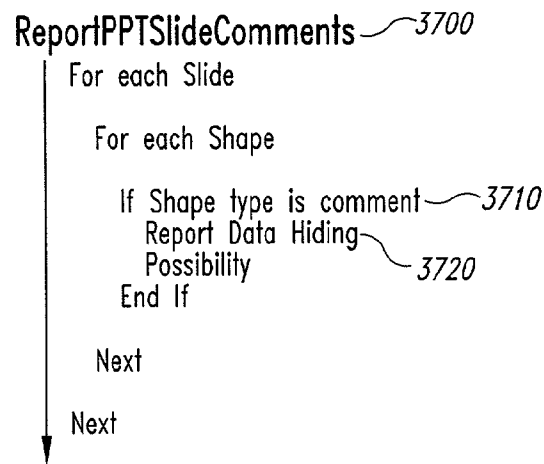 ReportPPTSlideComments 3700
For each Slide
For each Shape
If Shape type is comment 3710
Report Data Hiding
Possibility 3720
End If
Next
Next